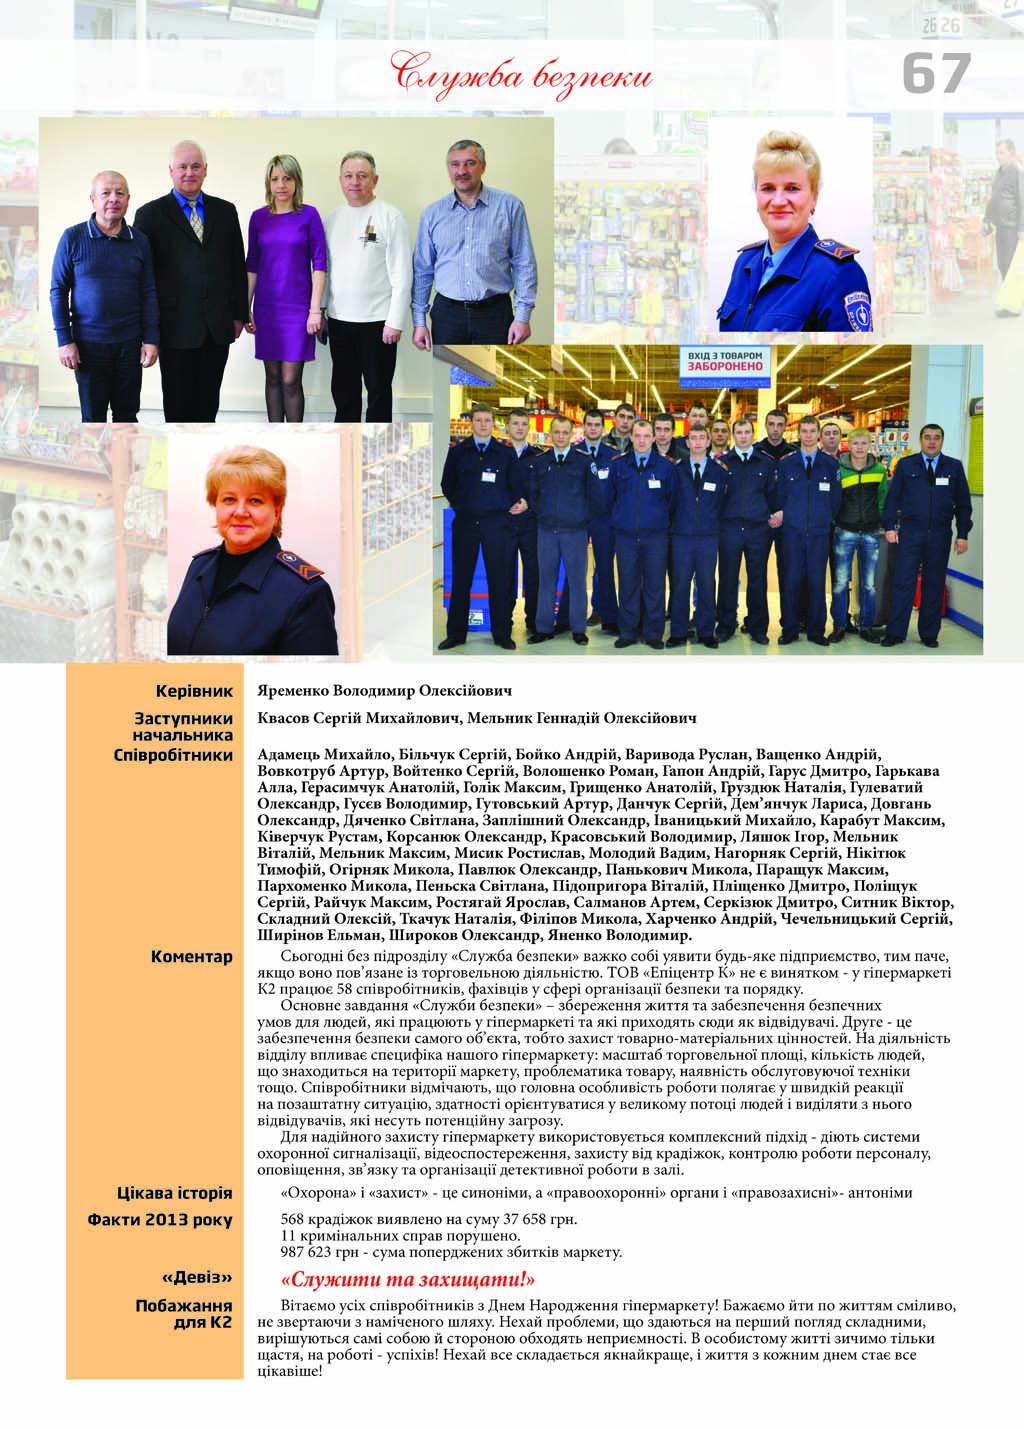 Служба безпеки
67
26 26
ВХІД З ТОВАРОМ
ЗАБОРОНЕНО
Керівник
Яременко Володимир Олексійович
Заступники
начальника
Квасов Сергій Михайлович, Мельник Геннадій Олексійович
Співробітники
Адамець Михайло, Більчук Сергій, Бойко Андрій, Варивода Руслан, Ващенко Андрій,
Вовкотруб Артур, Войтенко Сергій, Волошенко Роман, Гапон Андрій, Гарус Дмитро, Гарькава
Алла, Герасимчук Анатолій, Голік Максим, Грищенко Анатолій, Груздюк Наталія, Гулеватий
Олександр, Гусєв Володимир, Гутовський Артур, Данчук Сергій, Дем’янчук Лариса, Довгань
Олександр, Дяченко Світлана, Заплішний Олександр, Іваницький Михайло, Карабут Максим,
Ківерчук Рустам, Корсанюк Олександр, Красовський Володимир, Ляшок Ігор, Мельник
Віталій, Мельник Максим, Мисик Ростислав, Молодий Вадим, Нагорняк Сергій, Нікітюк
Тимофій, Огірняк Микола, Павлюк Олександр, Панькович Микола, Паращук Максим,
Пархоменко Микола, Пеньска Світлана, Підопригора Віталій, Пліщенко Дмитро, Поліщук
Сергій, Райчук Максим, Ростягай Ярослав, Салманов Артем, Серкізюк Дмитро, Ситник Віктор,
Складний Олексій, Ткачук Наталія, Філіпов Микола, Харченко Андрій, Чечельницький Сергій,
Ширінов Ельман, Широков Олександр, Яненко Володимир.
Коментар
Сьогодні без підрозділу «Служба безпеки» важко собі уявити будь-яке підприємство, тим паче,
якщо воно пов’язане із торговельною діяльністю. ТОВ «Епіцентр К» не є винятком - у гіпермаркеті
К2 працює 58 співробітників, фахівців у сфері організації безпеки та порядку.
Основне завдання «Служби безпеки» – збереження життя та забезпечення безпечних
умов для людей, які працюють у гіпермаркеті та які приходять сюди як відвідувачі. Друге - це
забезпечення безпеки самого об’єкта, тобто захист товарно-матеріальних цінностей. На діяльність
відділу впливає специфіка нашого гіпермаркету: масштаб торговельної площі, кількість людей,
що знаходиться на території маркету, проблематика товару, наявність обслуговуючої техніки
тощо. Співробітники відмічають, що головна особливість роботи полягає у швидкій реакції
на позаштатну ситуацію, здатності орієнтуватися у великому потоці людей і виділяти з нього
відвідувачів, які несуть потенційну загрозу.
Для надійного захисту гіпермаркету використовується комплексний підхід - діють системи
охоронної сигналізації, відеоспостереження, захисту від крадіжок, контролю роботи персоналу,
оповіщення, зв’язку та організації детективної роботи в залі.
Цікава історія
«Охорона» і «захист» - це синоніми, а «правоохоронні» органи і «правозахисні»- антоніми
Факти 2013 року
568 крадіжок виявлено на суму 37 658 грн.
11 кримінальних справ порушено.
987 623 грн - сума поперджених збитків маркету.
«Девіз»
«Служити та захищати!»
Побажання
для К2
Вітаємо усіх співробітників з Днем Народження гіпермаркету! Бажаємо йти по життям сміливо,
не звертаючи з наміченого шляху. Нехай проблеми, що здаються на перший погляд складними,
вирішуються самі собою й стороною обходять неприємності. В особистому житті зичимо тільки
щастя, на роботі - успіхів! Нехай все складається якнайкраще, і життя з кожним днем стає все
цікавіше!